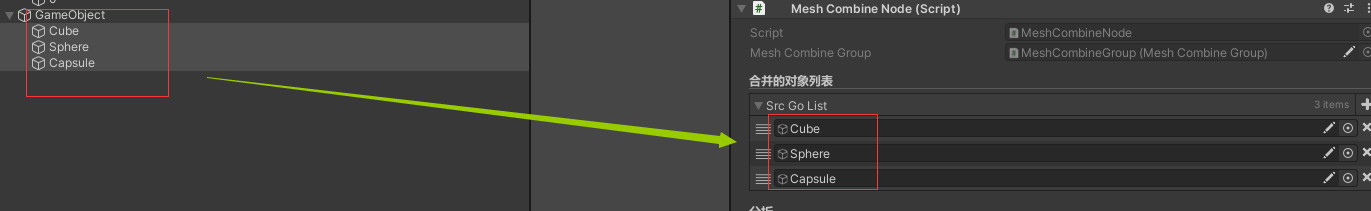 GameObject
Cube
Sphere
Capsule
Mesh Combine Node (Script)
Script
MeshCombineNode
Mesh Combine Group
MeshCombineGroup (Mesh Combine Group)
合并的对象列表
Src Go List
3 items
Cube
Sphere
Capsule